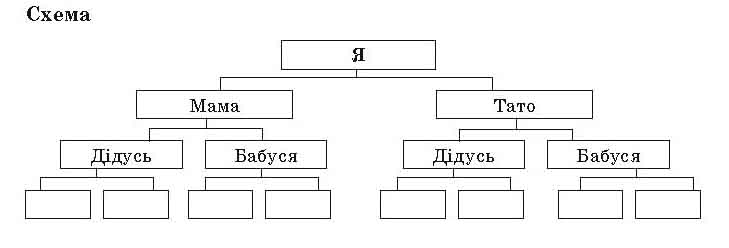 Схема
Я
Мама Тато
Дідусь Бабуся Дідусь Бабуся